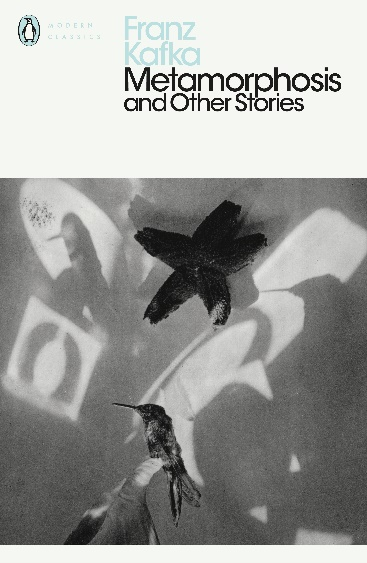 MODERN
CLASSICS
Franz
Kafka
Metamorphosis
and Other Stories